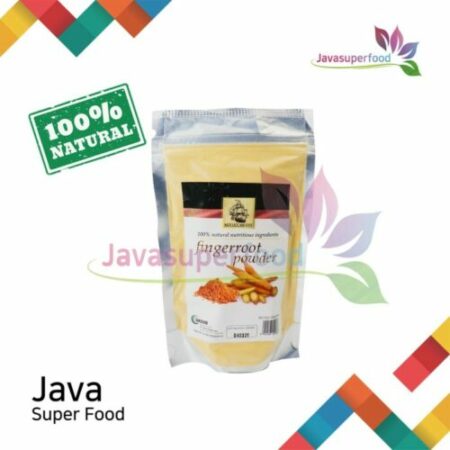 Javasuperfood
100%
NATURAL
100% natural nutritious ingredients
fingerroot
powder
Javasuperfood
Java
Super Food